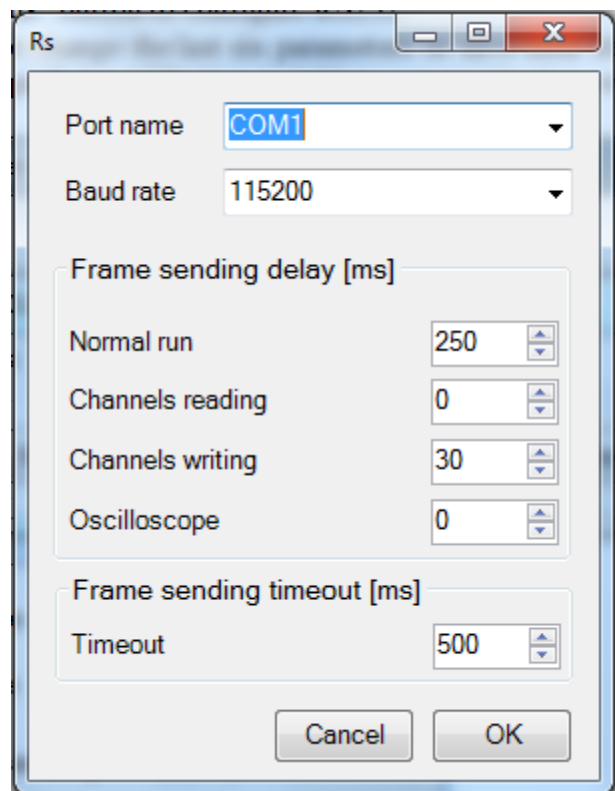 Rs
Port name COM1
Baud rate 115200
Frame sending delay [ms]
Normal run 250
Channels reading 0
Channels writing 30
Oscilloscope 0
Frame sending timeout [ms]
Timeout 500
Cancel OK